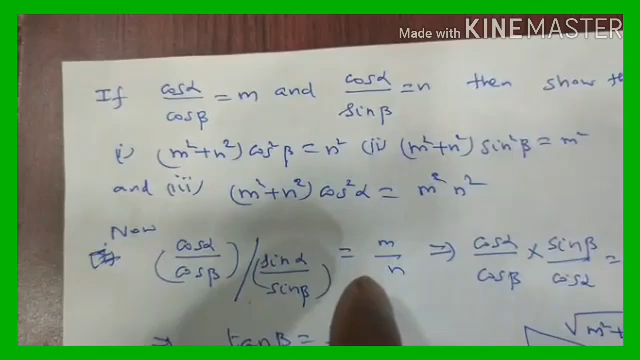 Made with KINEMASTER
If cosα/cosβ = m and cosα/sinβ = n then show
i) (m²+n²) cos²β = n² (ii) (m²+n²) sin²β = m²
and (iii) (m²+n²) cos²α = m² n²
Now
(cosα/cosβ) / (sinα/sinβ) = m/n ⇒ cosα/cosβ × sinβ/cosα =
⇒ tanβ =